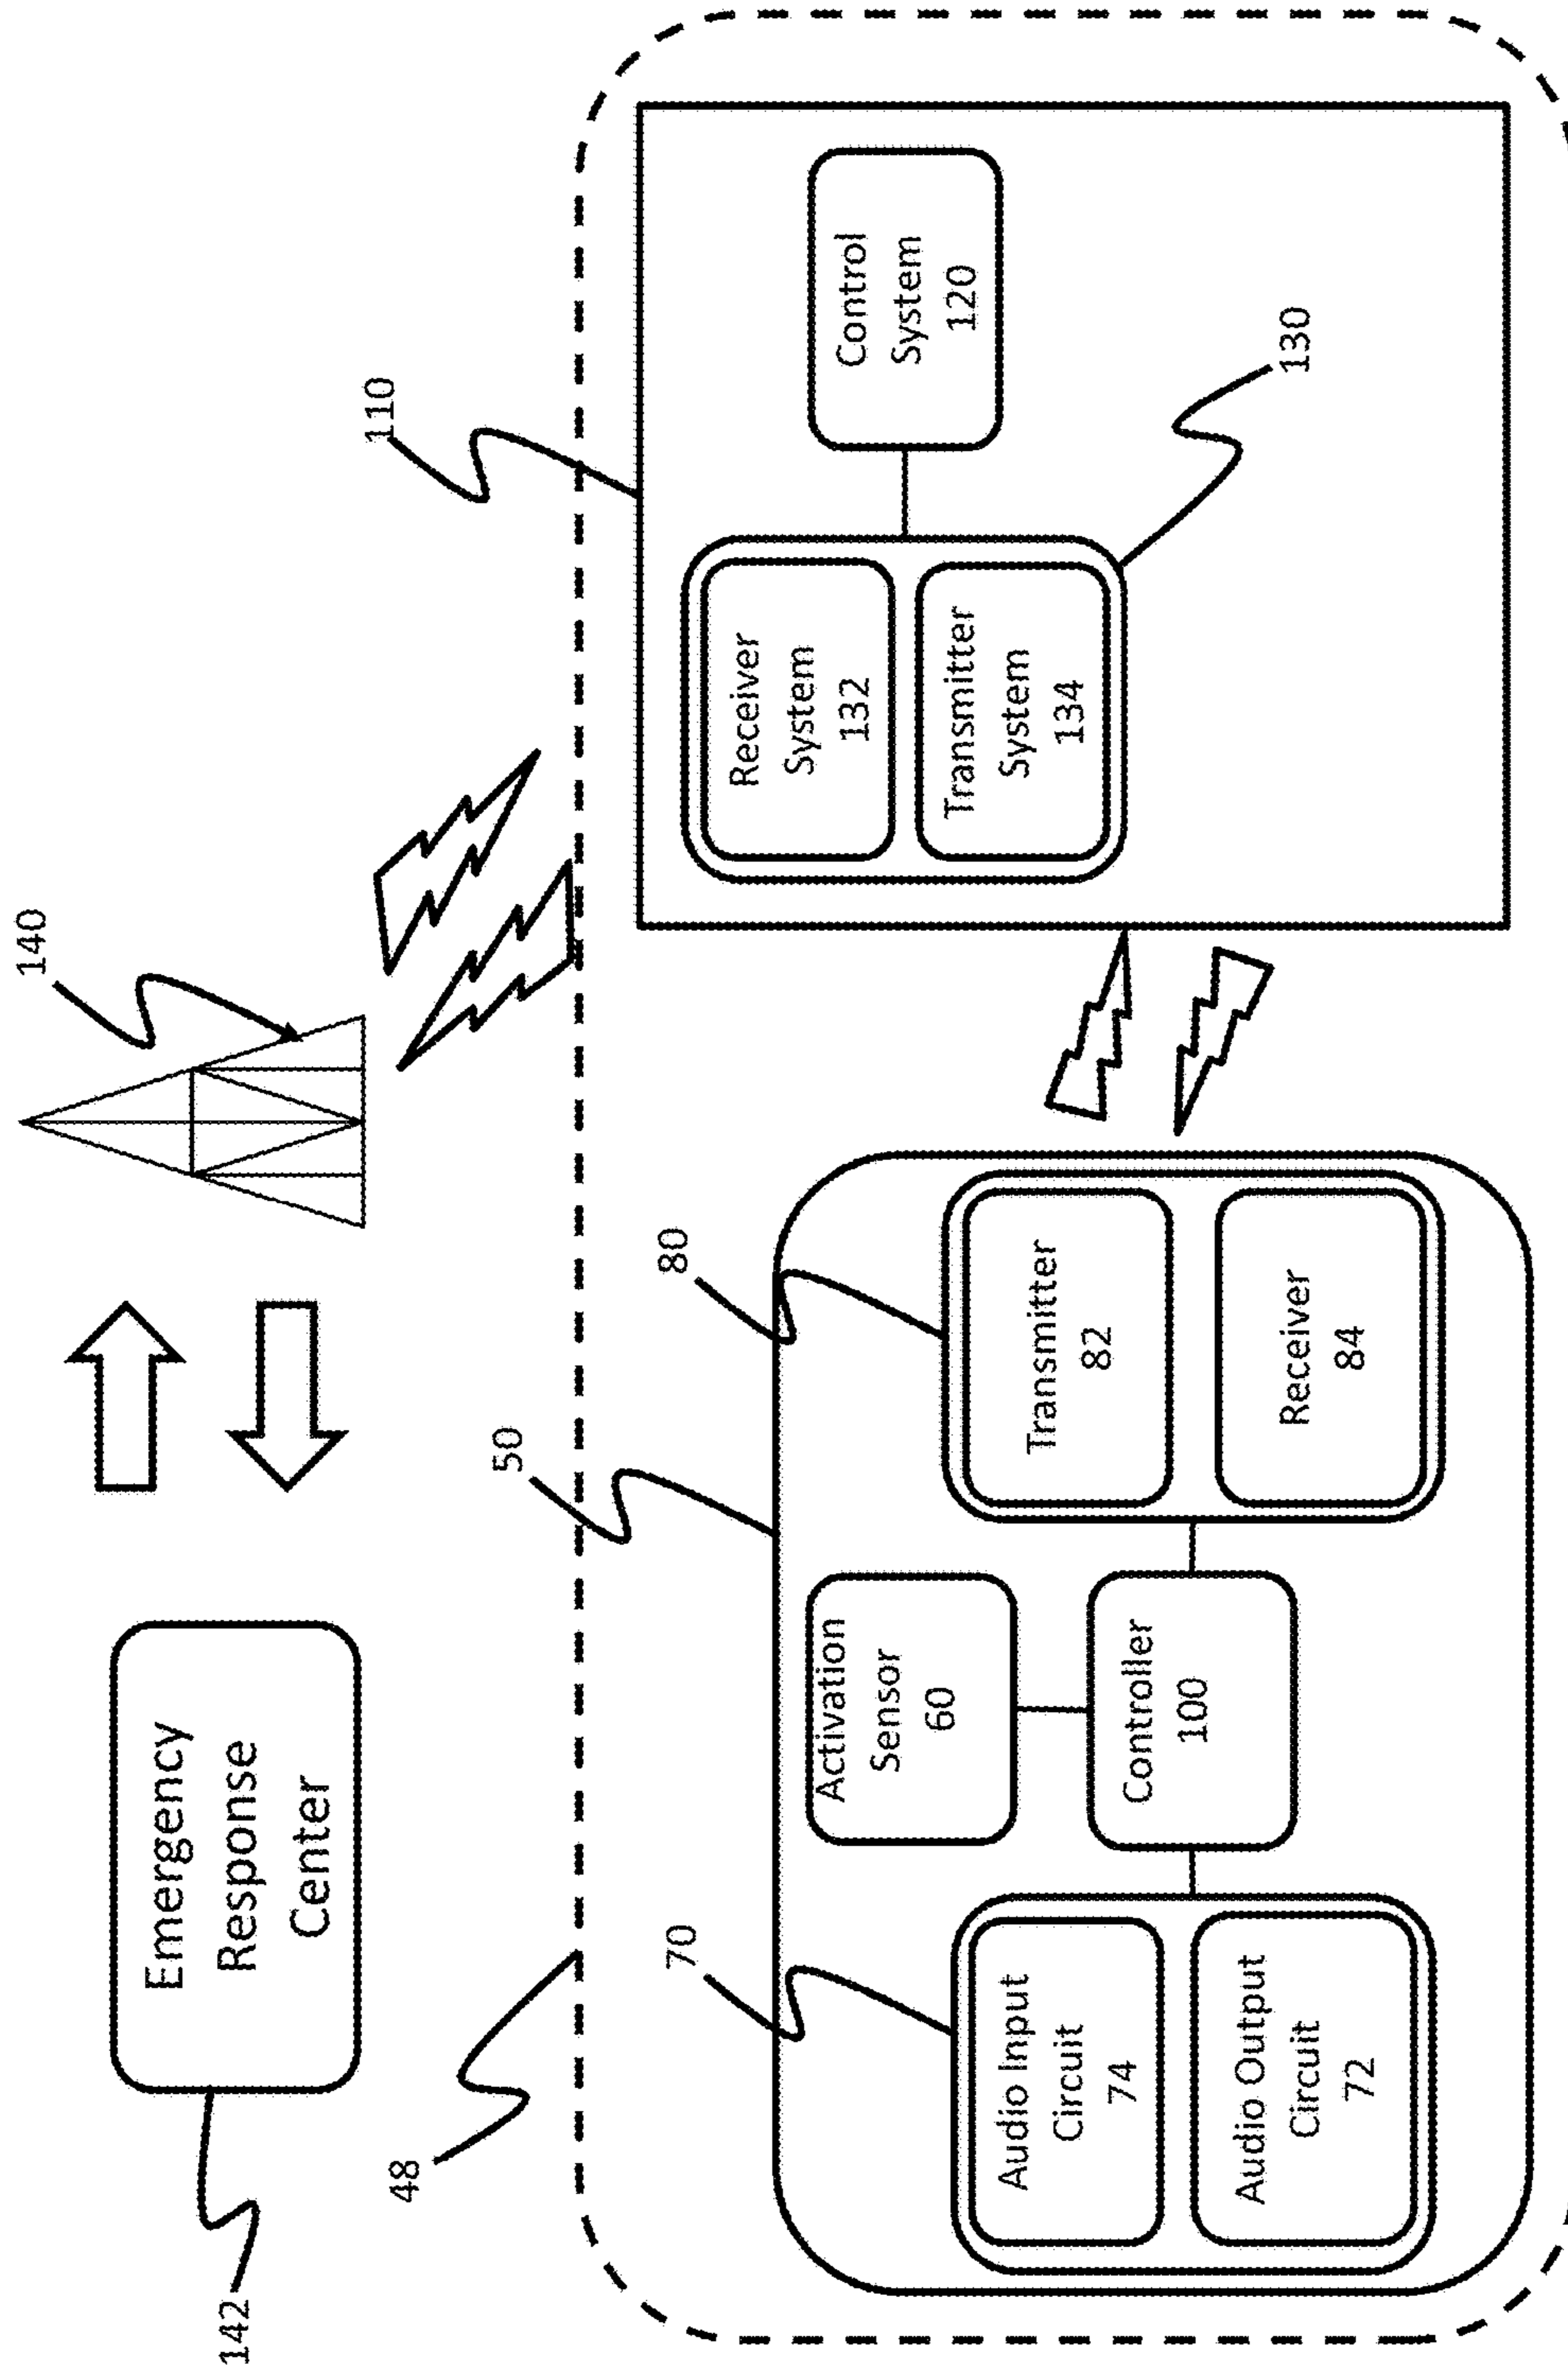 142
Emergency
Response
Center
140
48
50
110
70
80
Audio Input
Circuit
74
Audio Output
Circuit
72
Activation
Sensor
60
Controller
100
Transmitter
82
Receiver
84
Receiver
System
132
Transmitter
System
134
Control
System
120
130